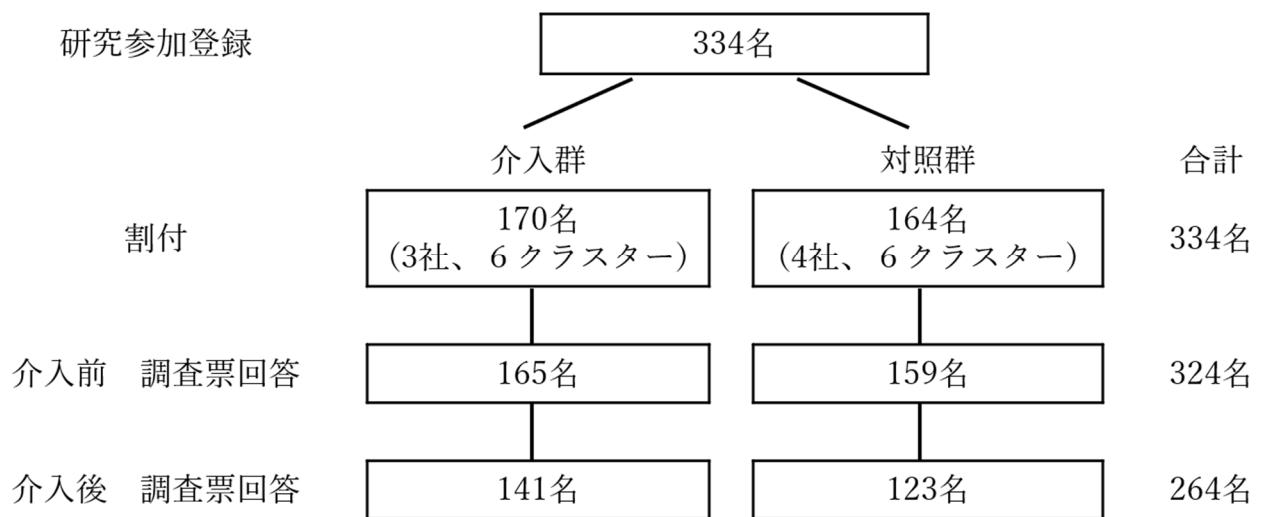 研究参加登録
334名
介入群
対照群
合計
割付
170名
(3社、６クラスター)
164名
(4社、６クラスター)
334名
介入前　調査票回答
165名
159名
324名
介入後　調査票回答
141名
123名
264名